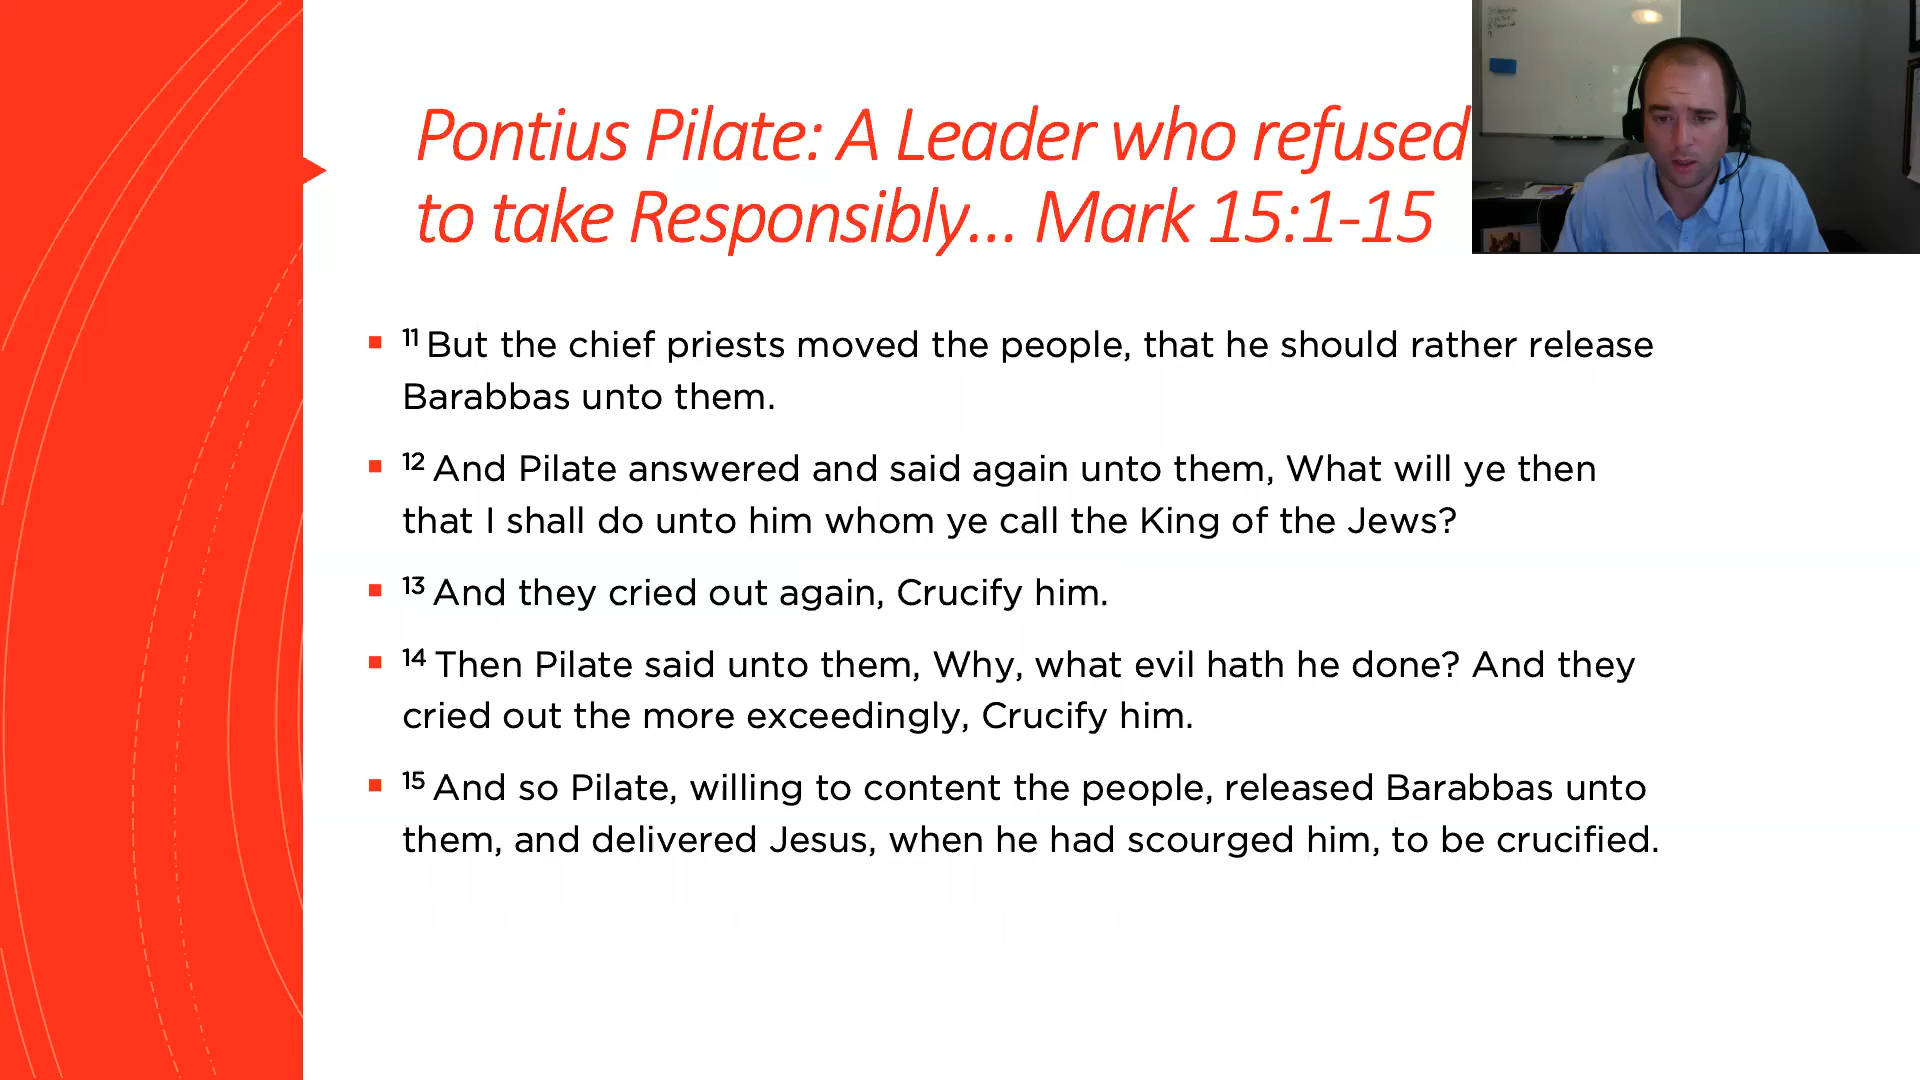 Pontius Pilate: A Leader who refused
to take Responsibly... Mark 15:1-15
11 But the chief priests moved the people, that he should rather release
Barabbas unto them.
12 And Pilate answered and said again unto them, What will ye then
that I shall do unto him whom ye call the King of the Jews?
13 And they cried out again, Crucify him.
14 Then Pilate said unto them, Why, what evil hath he done? And they
cried out the more exceedingly, Crucify him.
15 And so Pilate, willing to content the people, released Barabbas unto
them, and delivered Jesus, when he had scourged him, to be crucified.